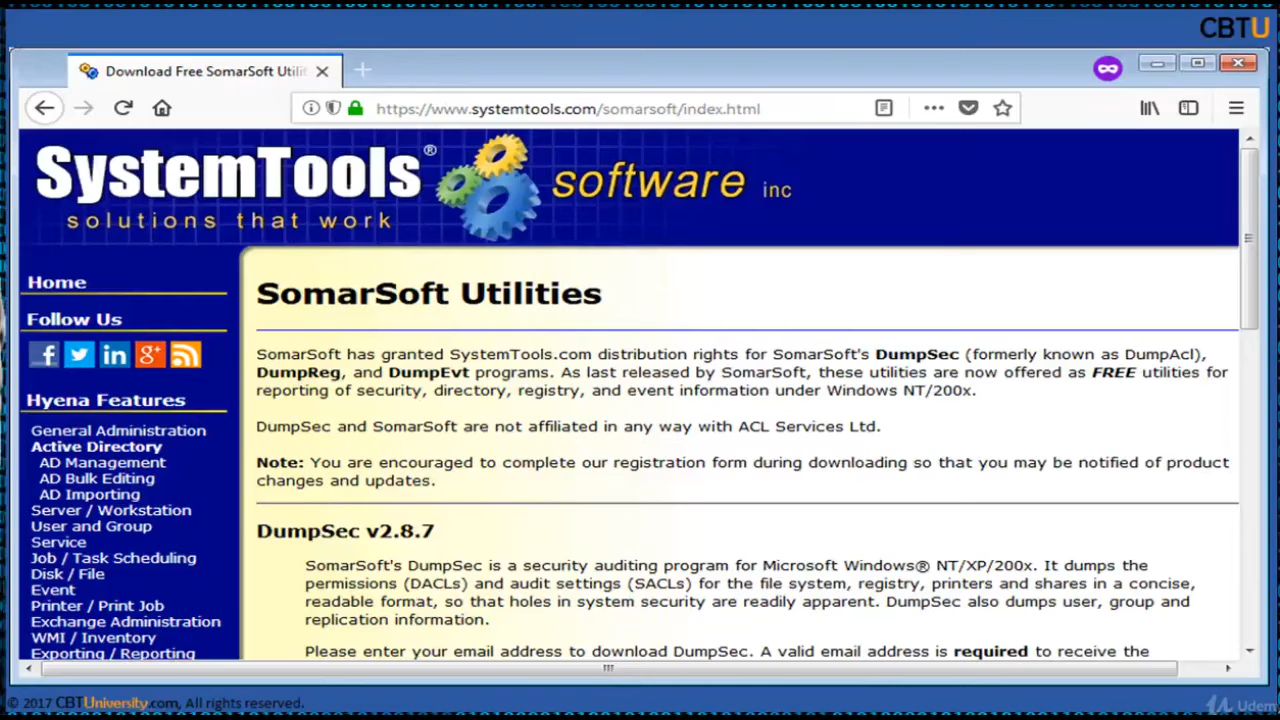 CBTU
Download Free SomarSoft Utilit
https://www.systemtools.com/somarsoft/index.html
SystemTools®
software inc
solutions that work
Home
Follow Us
Hyena Features
General Administration
Active Directory
AD Management
AD Bulk Editing
AD Importing
Server / Workstation
User and Group
Service
Job / Task Scheduling
Disk / File
Event
Printer / Print Job
Exchange Administration
WMI / Inventory
Exporting / Reporting
SomarSoft Utilities
SomarSoft has granted SystemTools.com distribution rights for SomarSoft's DumpSec (formerly known as DumpAcl),
DumpReg, and DumpEvt programs. As last released by SomarSoft, these utilities are now offered as FREE utilities for
reporting of security, directory, registry, and event information under Windows NT/200x.
DumpSec and SomarSoft are not affiliated in any way with ACL Services Ltd.
Note: You are encouraged to complete our registration form during downloading so that you may be notified of product
changes and updates.
DumpSec v2.8.7
SomarSoft's DumpSec is a security auditing program for Microsoft Windows® NT/XP/200x. It dumps the
permissions (DACLs) and audit settings (SACLs) for the file system, registry, printers and shares in a concise,
readable format, so that holes in system security are readily apparent. DumpSec also dumps user, group and
replication information.
Please enter your email address to download DumpSec. A valid email address is required to receive the
© 2017 CBTUniversity.com, All rights reserved.
Udemy